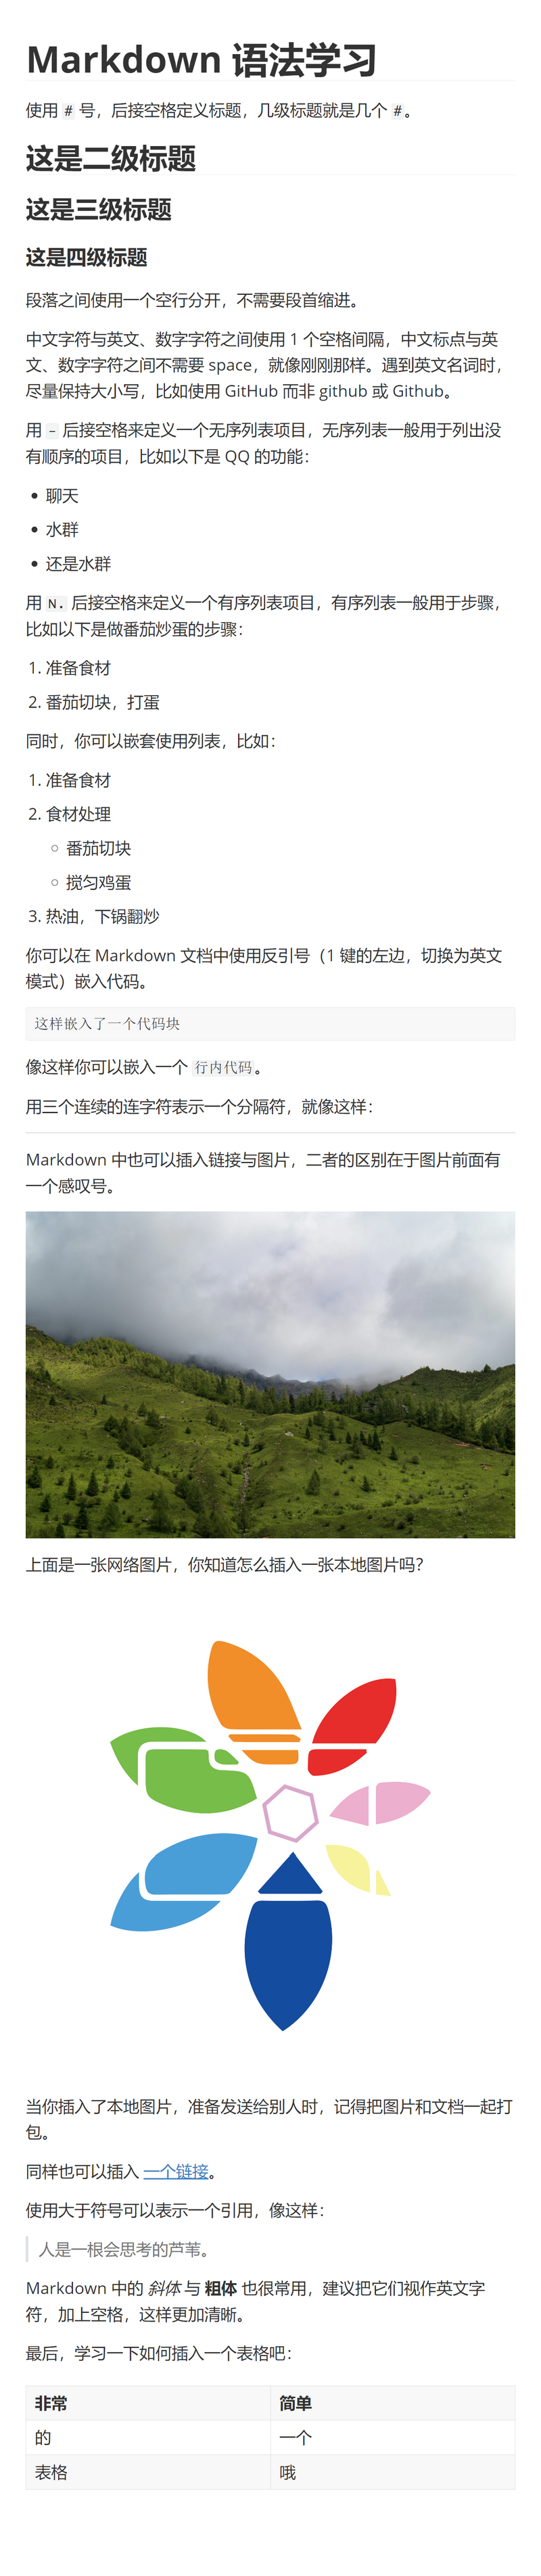 Markdown 语法学习
使用 # 号，后接空格定义标题，几级标题就是几个 #。
这是二级标题
这是三级标题
这是四级标题
段落之间使用一个空行分开，不需要段首缩进。
中文字符与英文、数字字符之间使用 1 个空格间隔，中文标点与英
文、数字字符之间不需要 space，就像刚刚那样。遇到英文名词时，
尽量保持大小写，比如使用 GitHub 而非 github 或 Github。
用 - 后接空格来定义一个无序列表项目，无序列表一般用于列出没
有顺序的项目，比如以下是 QQ 的功能：
• 聊天
• 水群
• 还是水群
用 N. 后接空格来定义一个有序列表项目，有序列表一般用于步骤，
比如以下是做番茄炒蛋的步骤：
1. 准备食材
2. 番茄切块，打蛋
同时，你可以嵌套使用列表，比如：
1. 准备食材
2. 食材处理
○ 番茄切块
○ 搅匀鸡蛋
3. 热油，下锅翻炒
你可以在 Markdown 文档中使用反引号（1 键的左边，切换为英文
模式）嵌入代码。
这样嵌入了一个代码块
像这样你可以嵌入一个 行内代码。
用三个连续的连字符表示一个分隔符，就像这样：
Markdown 中也可以插入链接与图片，二者的区别在于图片前面有
一个感叹号。
上面是一张网络图片，你知道怎么插入一张本地图片吗？
当你插入了本地图片，准备发送给别人时，记得把图片和文档一起打
包。
同样也可以插入 一个链接。
使用大于符号可以表示一个引用，像这样：
人是一根会思考的芦苇。
Markdown 中的 斜体 与 粗体 也很常用，建议把它们视作英文字
符，加上空格，这样更加清晰。
最后，学习一下如何插入一个表格吧：
非常 简单
的 一个
表格 哦